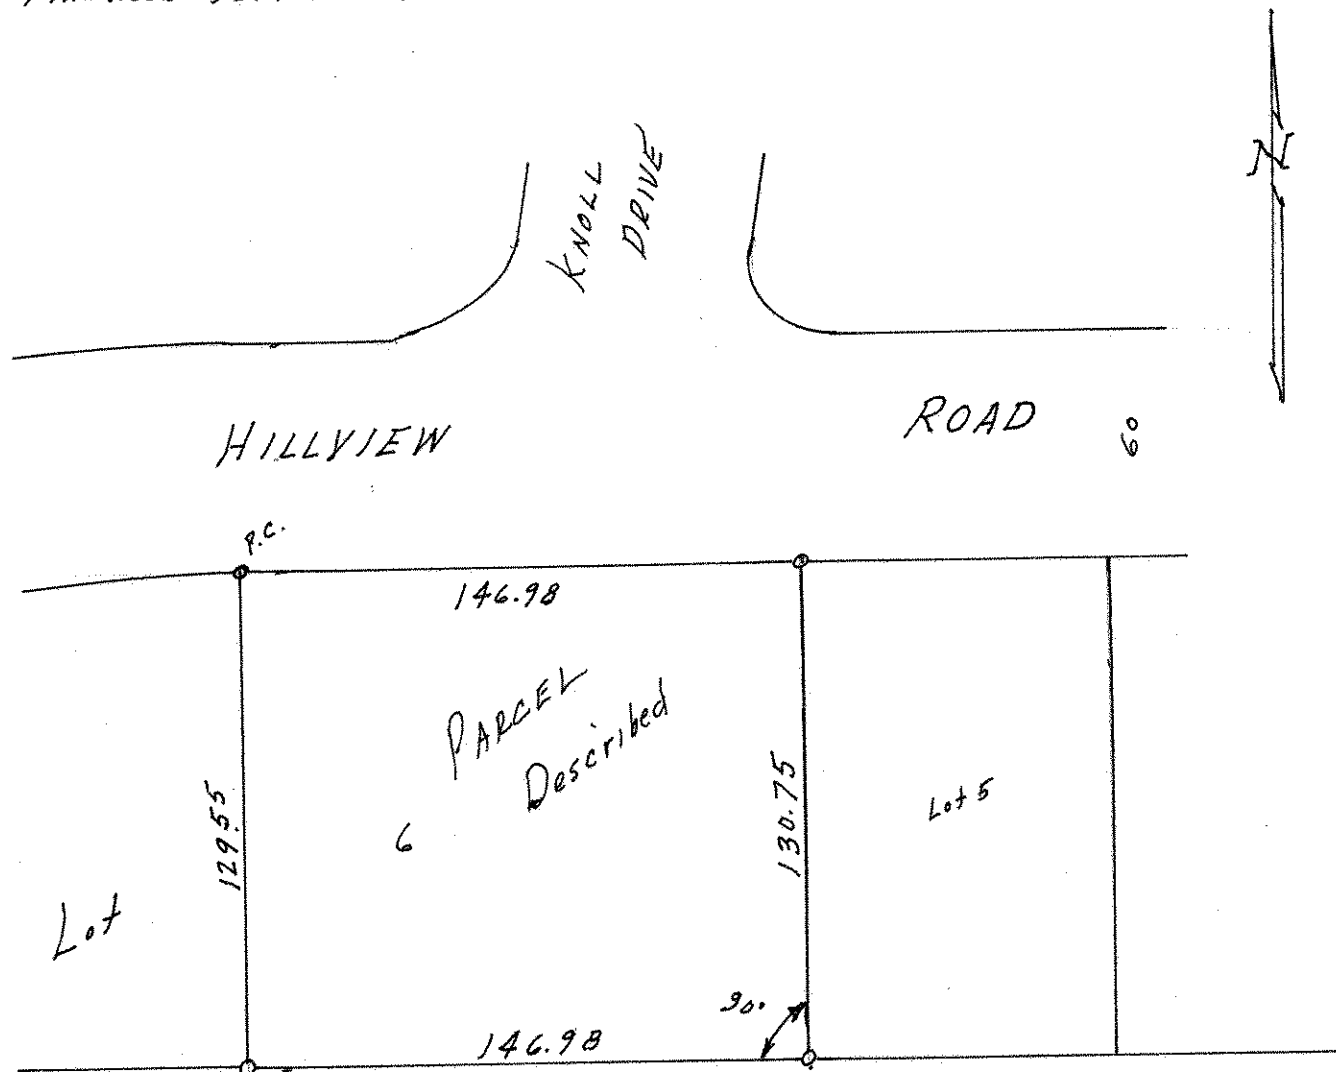 N
KNOLL
DRIVE
HILLVIEW ROAD 60
P.C.
146.98
PARCEL
Described
6
129.55
130.75
Lot 5
Lot
90°
146.98